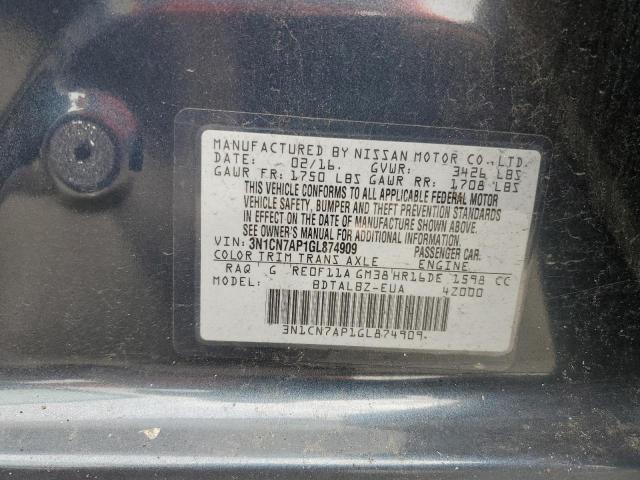 MANUFACTURED BY NISSAN MOTOR CO., LTD.
DATE: 02/16. GVWR: 3426 LBS
GAWR FR: 1750 LBS GAWR RR: 1708 LBS
THIS VEHICLE CONFORMS TO ALL APPLICABLE FEDERAL MOTOR
VEHICLE SAFETY, BUMPER AND THEFT PREVENTION STANDARDS
IN EFFECT ON THE DATE OF MANUFACTURE SHOWN ABOVE.
SEE OWNER'S MANUAL FOR ADDITIONAL INFORMATION.
VIN: 3N1CN7AP1GL874909 PASSENGER CAR.
COLOR TRIM TRANS AXLE ENGINE
RAQ G RE0F11A GM38 HR16DE 1598 CC
MODEL: BDTALBZ-EUA 4Z000
3N1CN7AP1GL874909.